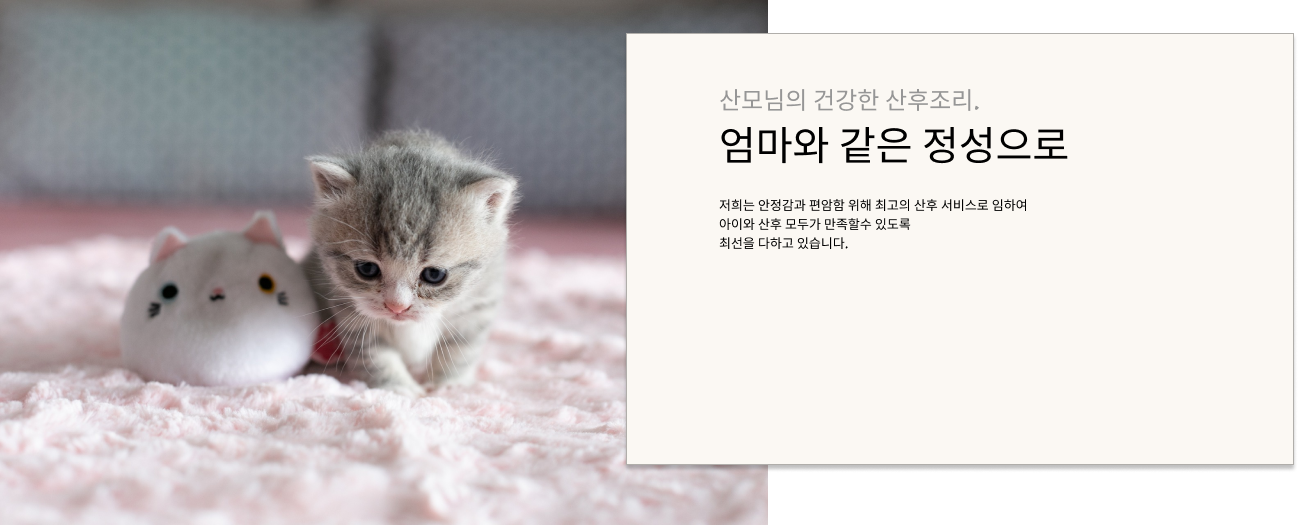 산모님의 건강한 산후조리.
엄마와 같은 정성으로
저희는 안정감과 편암함 위해 최고의 산후 서비스로 임하여
아이와 산후 모두가 만족할수 있도록
최선을 다하고 있습니다.